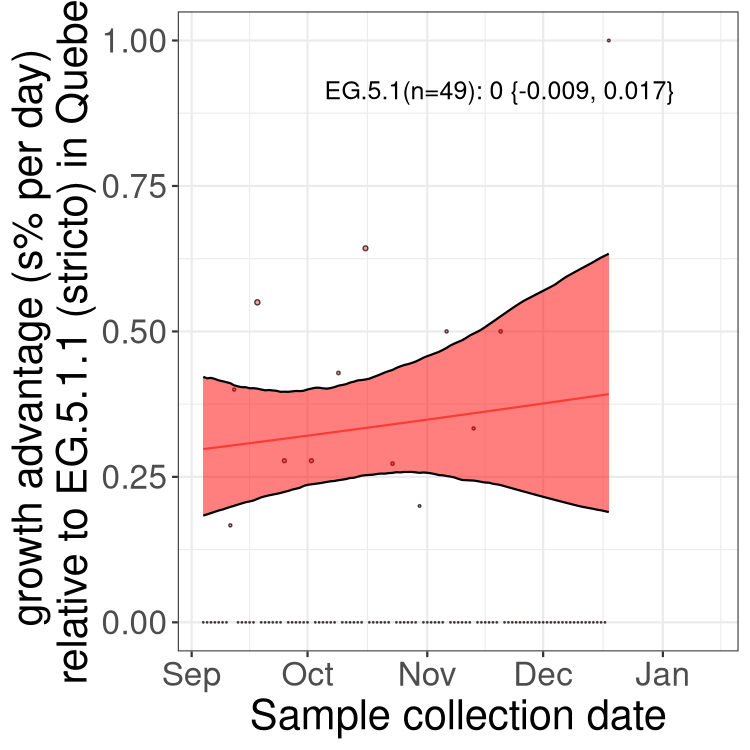 growth advantage (s% per day)
relative to EG.5.1.1 (stricto) in Quebe
1.00
0.75
0.50
0.25
0.00
EG.5.1(n=49): 0 {-0.009, 0.017}
Sep Oct Nov Dec Jan
Sample collection date